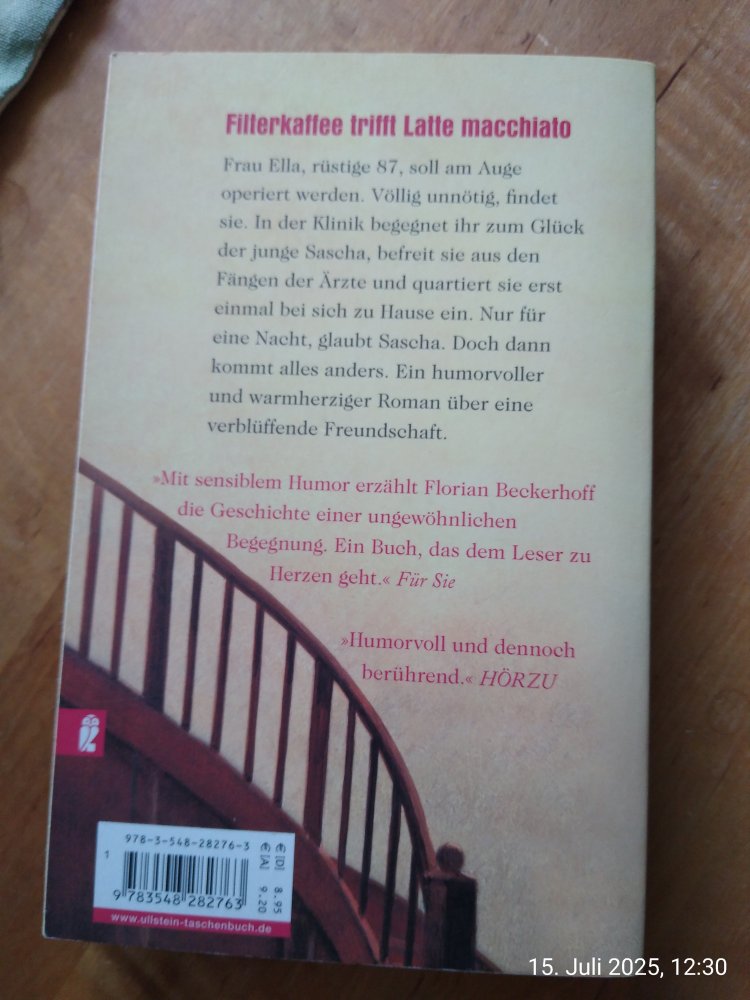 Filterkaffee trifft Latte macchiato
Frau Ella, rüstige 87, soll am Auge
operiert werden. Völlig unnötig, findet
sie. In der Klinik begegnet ihr zum Glück
der junge Sascha, befreit sie aus den
Fängen der Ärzte und quartiert sie erst
einmal bei sich zu Hause ein. Nur für
eine Nacht, glaubt Sascha. Doch dann
kommt alles anders. Ein humorvoller
und warmherziger Roman über eine
verblüffende Freundschaft.
»Mit sensiblem Humor erzählt Florian Beckerhoff
die Geschichte einer ungewöhnlichen
Begegnung. Ein Buch, das dem Leser zu
Herzen geht.« Für Sie
»Humorvoll und dennoch
berührend.« HÖRZU
978-3-548-28276-3
1
9 783548 282763
€ [D] 8.95
€ [A] 9.20
www.ullstein-taschenbuch.de
15. Juli 2025, 12:30